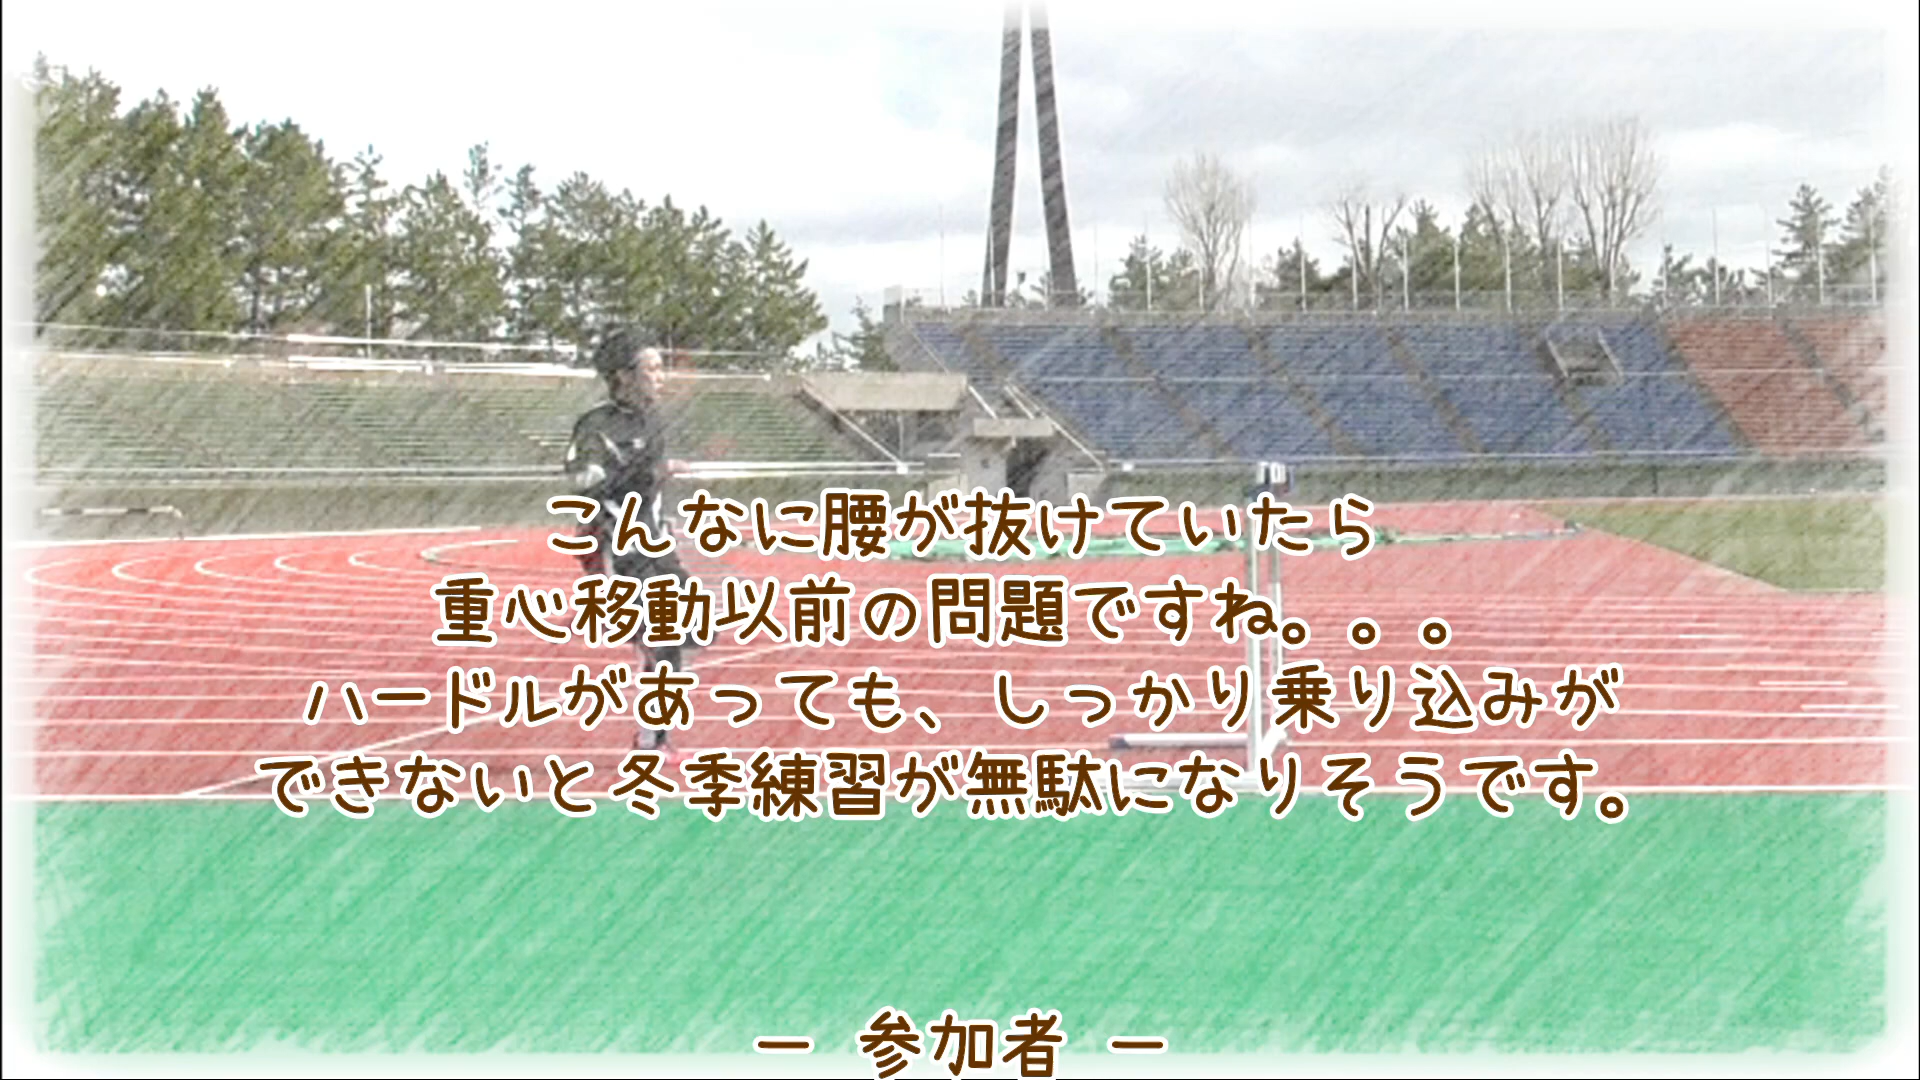 こんなに腰が抜けていたら
重心移動以前の問題ですね。。。
ハードルがあっても、しっかり乗り込みが
できないと冬季練習が無駄になりそうです。
― 参加者 ―